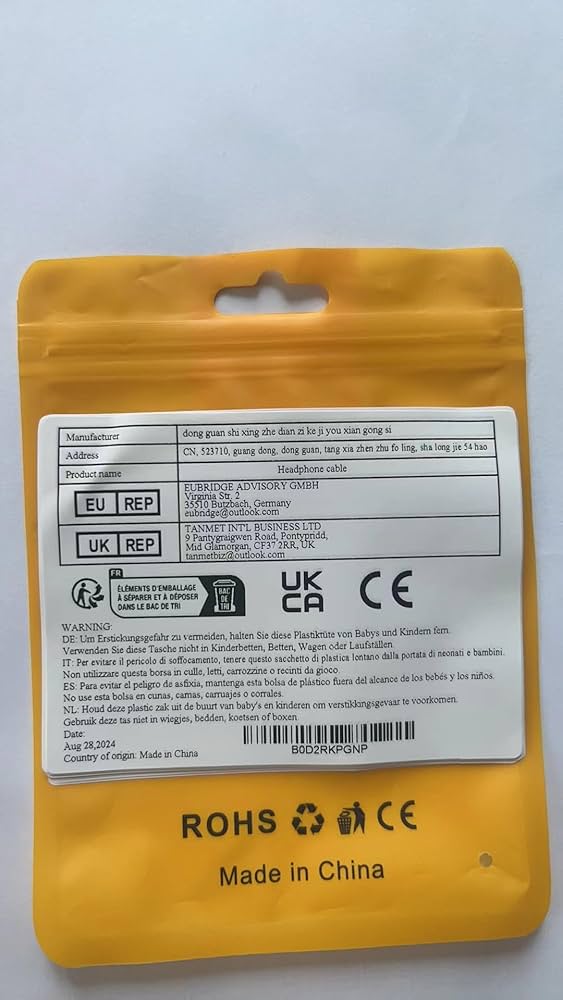 Manufacturer dong guan shi xing zhe dian zi ke ji you xian gong si
Address CN, 523710, guang dong, dong guan, tang xia zhen zhu fo ling, sha long jie 54 hao
Product name Headphone cable
EU REP
EUBRIDGE ADVISORY GMBH
Virginia Str, 2
35510 Butzbach, Germany
eubridge@outlook.com
UK REP
TANMET INT'L BUSINESS LTD
9 Pantygraigwen Road, Pontypridd,
Mid Glamorgan, CF37 2RR, UK
tanmetbiz@outlook.com
FR
ÉLÉMENTS D'EMBALLAGE
À SÉPARER ET À DÉPOSER
DANS LE BAC DE TRI
BAC
DE
TRI
UK
CA
CE
WARNING:
DE: Um Erstickungsgefahr zu vermeiden, halten Sie diese Plastiktüte von Babys und Kindern fern.
Verwenden Sie diese Tasche nicht in Kinderbetten, Betten, Wagen oder Laufställen.
IT: Per evitare il pericolo di soffocamento, tenere questo sacchetto di plastica lontano dalla portata di neonati e bambini.
Non utilizzare questa borsa in culle, letti, carrozzine o recinti da gioco.
ES: Para evitar el peligro de asfixia, mantenga esta bolsa de plástico fuera del alcance de los bebés y los niños.
No use esta bolsa en cunas, camas, carruajes o corrales.
NL: Houd deze plastic zak uit de buurt van baby's en kinderen om verstikkingsgevaar te voorkomen.
Gebruik deze tas niet in wiegjes, bedden, koetsen of boxen.
Date:
Aug 28,2024
Country of origin: Made in China
B0D2RKPGNP
ROHS CE
Made in China